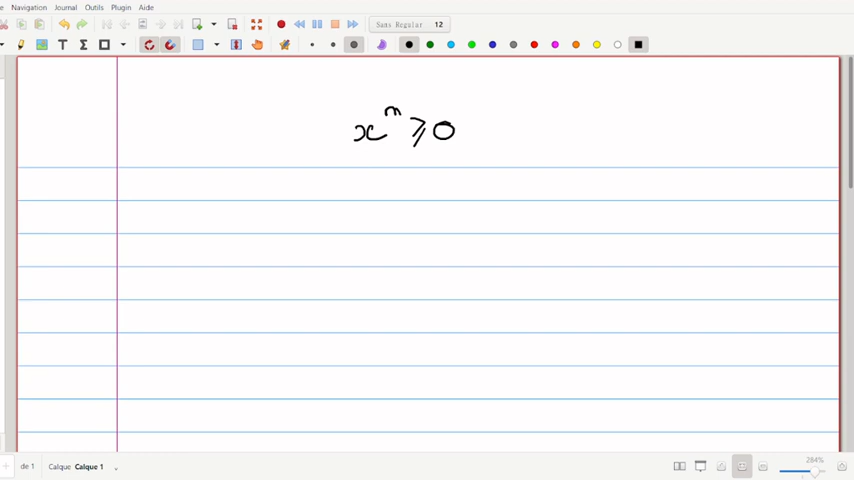 Navigation Journal Outils Plugin Aide
Sans Regular 12
xⁿ ⩾ 0
de 1 Calque Calque 1 284%